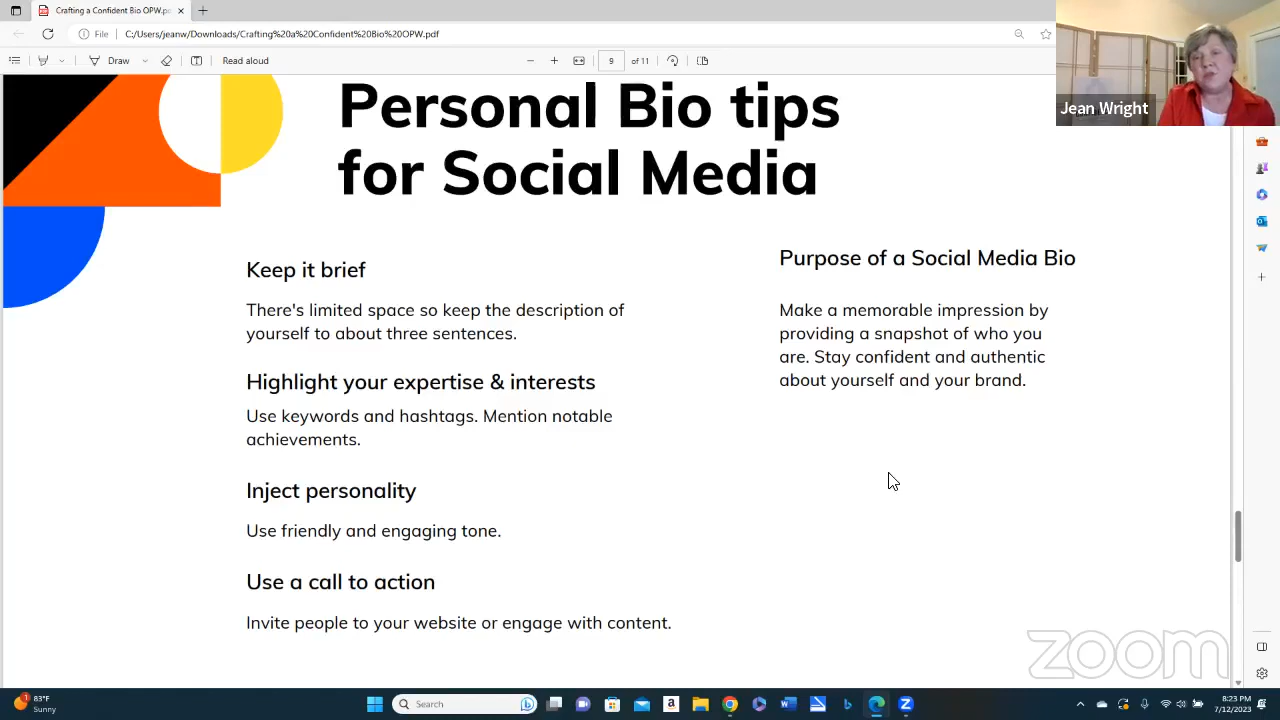 Crafting a Confident Bio OPW.pc
File
C:/Users/jeanw/Downloads/Crafting%20a%20Confident%20Bio%20OPW.pdf
Draw
Read aloud
9
of 11
Jean Wright
Personal Bio tips
for Social Media
Keep it brief
There's limited space so keep the description of
yourself to about three sentences.
Highlight your expertise & interests
Use keywords and hashtags. Mention notable
achievements.
Inject personality
Use friendly and engaging tone.
Use a call to action
Invite people to your website or engage with content.
Purpose of a Social Media Bio
Make a memorable impression by
providing a snapshot of who you
are. Stay confident and authentic
about yourself and your brand.
zoom
1
83°F
Sunny
Search
8:23 PM
7/12/2023